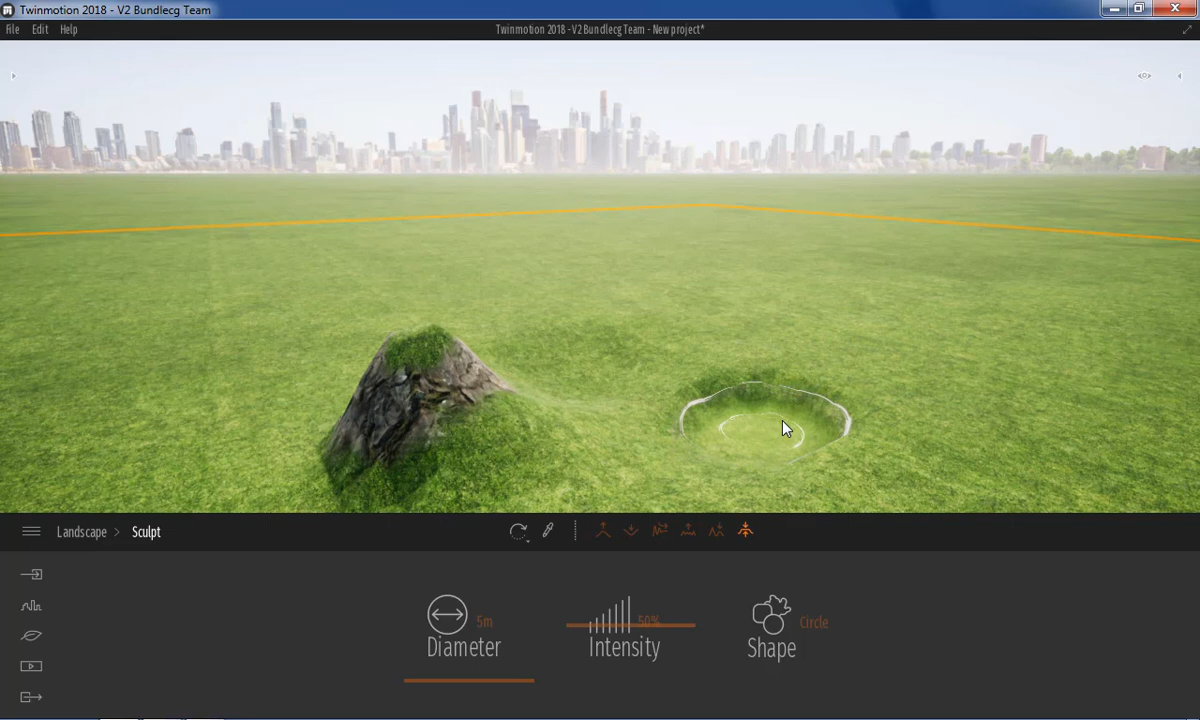 Twinmotion 2018 - V2 Bundlecg Team
File Edit Help
Twinmotion 2018 - V2 Bundlecg Team - New project*
Landscape > Sculpt
5m
Diameter
50%
Intensity
Circle
Shape